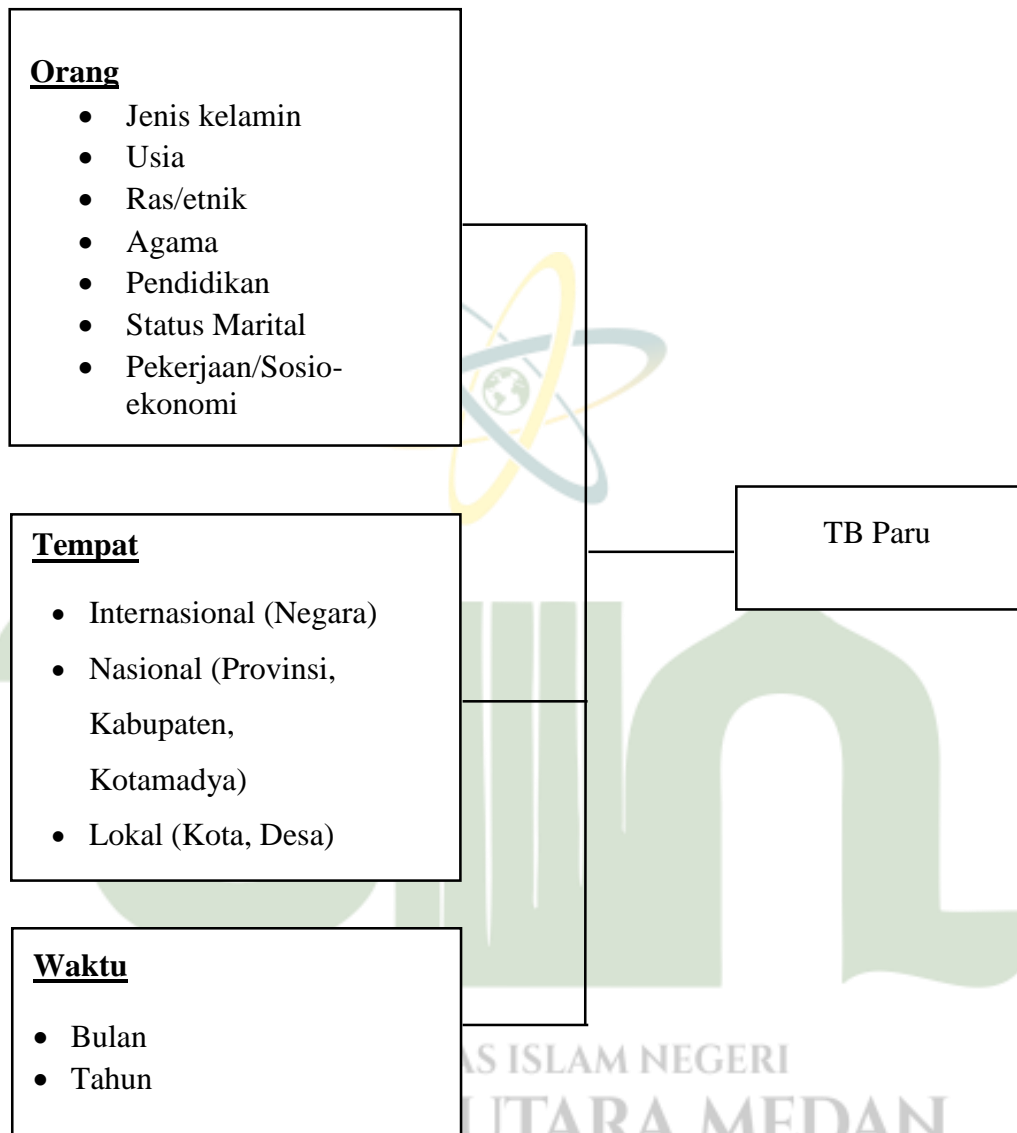 Orang
• Jenis kelamin
• Usia
• Ras/etnik
• Agama
• Pendidikan
• Status Marital
• Pekerjaan/Sosio-
ekonomi
Tempat
• Internasional (Negara)
• Nasional (Provinsi,
Kabupaten,
Kotamadya)
• Lokal (Kota, Desa)
TB Paru
Waktu
• Bulan
• Tahun
AS ISLAM NEGERI
UTARA MEDAN